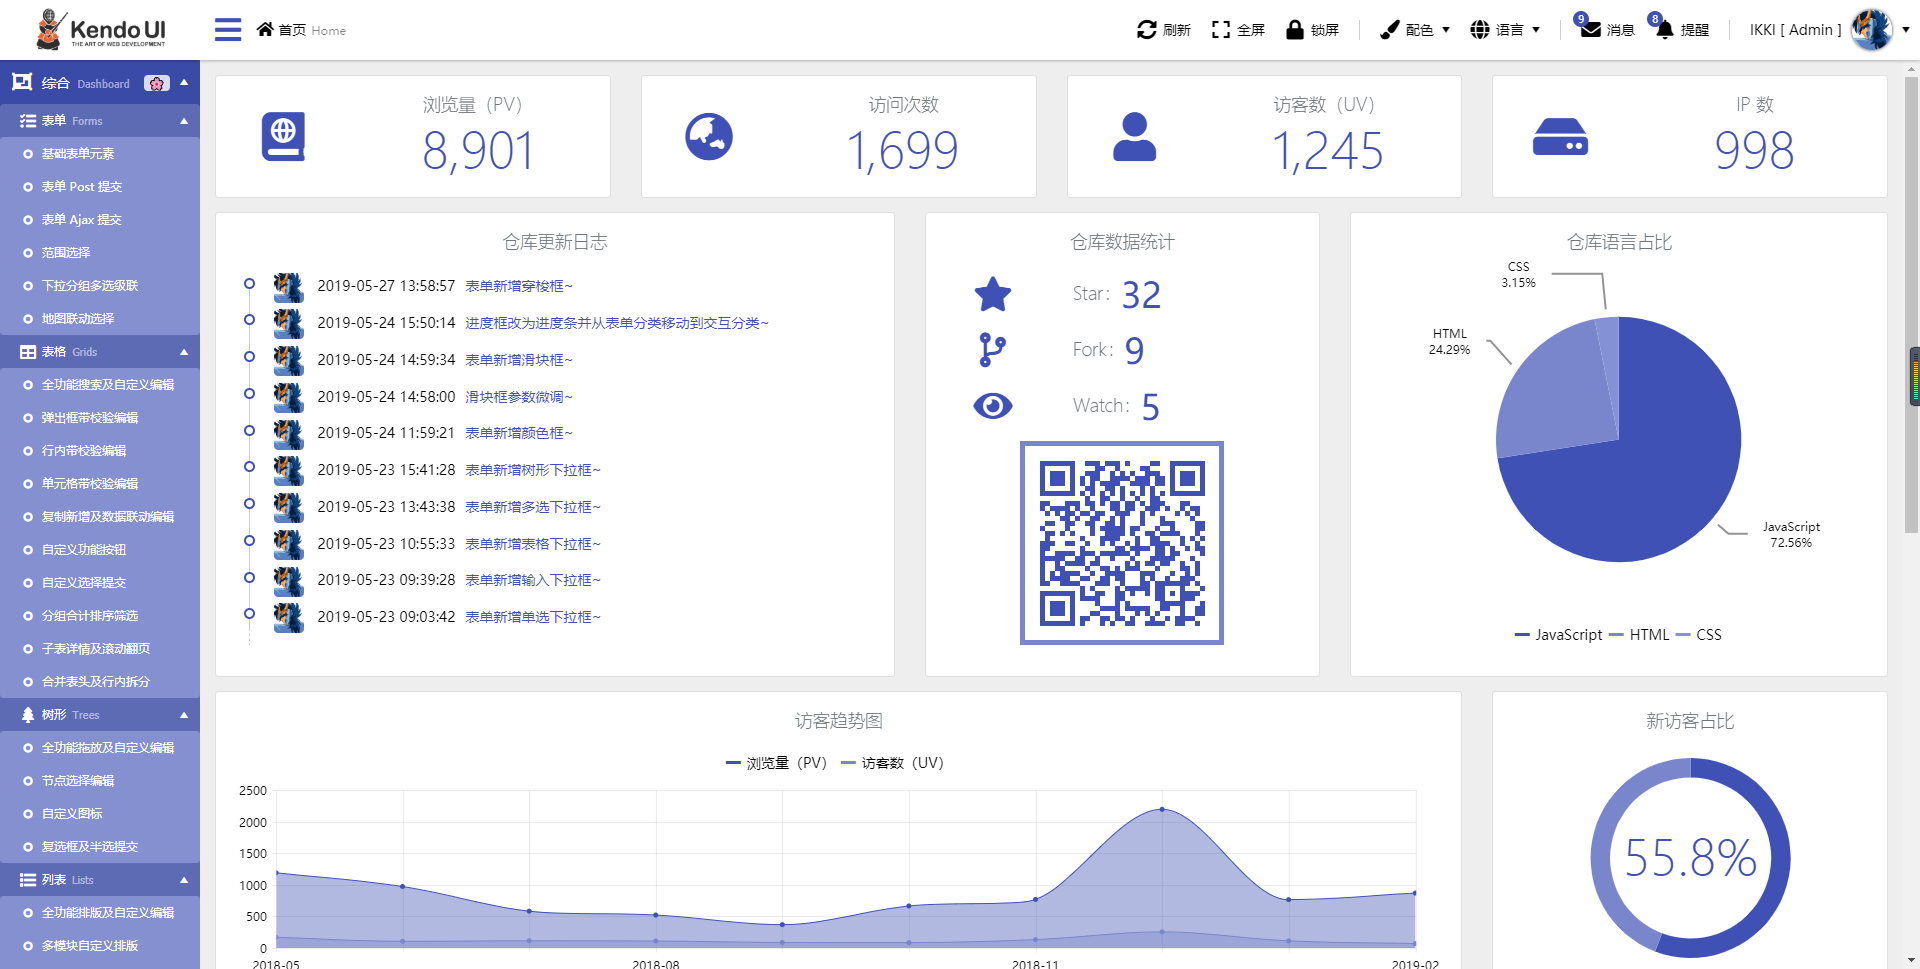 Kendo UI
THE ART OF WEB DEVELOPMENT
首页 Home
刷新
全屏
锁屏
配色
语言
9
消息
8
提醒
IKKI [ Admin ]
综合 Dashboard
表单 Forms
基础表单元素
表单 Post 提交
表单 Ajax 提交
范围选择
下拉分组多选级联
地图联动选择
表格 Grids
全功能搜索及自定义编辑
弹出框带校验编辑
行内带校验编辑
单元格带校验编辑
复制新增及数据联动编辑
自定义功能按钮
自定义选择提交
分组合计排序筛选
子表详情及滚动翻页
合并表头及行内拆分
树形 Trees
全功能拖放及自定义编辑
节点选择编辑
自定义图标
复选框及半选提交
列表 Lists
全功能排版及自定义编辑
多模块自定义排版
浏览量（PV）
8,901
访问次数
1,699
访客数（UV）
1,245
IP 数
998
仓库更新日志
2019-05-27 13:58:57 表单新增穿梭框~
2019-05-24 15:50:14 进度框改为进度条并从表单分类移动到交互分类~
2019-05-24 14:59:34 表单新增滑块框~
2019-05-24 14:58:00 滑块框参数微调~
2019-05-24 11:59:21 表单新增颜色框~
2019-05-23 15:41:28 表单新增树形下拉框~
2019-05-23 13:43:38 表单新增多选下拉框~
2019-05-23 10:55:33 表单新增表格下拉框~
2019-05-23 09:39:28 表单新增输入下拉框~
2019-05-23 09:03:42 表单新增单选下拉框~
仓库数据统计
Star: 32
Fork: 9
Watch: 5
仓库语言占比
CSS
3.15%
HTML
24.29%
JavaScript
72.56%
JavaScript HTML CSS
访客趋势图
浏览量（PV） 访客数（UV）
2500
2000
1500
1000
500
0
2018-05 2018-08 2018-11 2019-02
新访客占比
55.8%